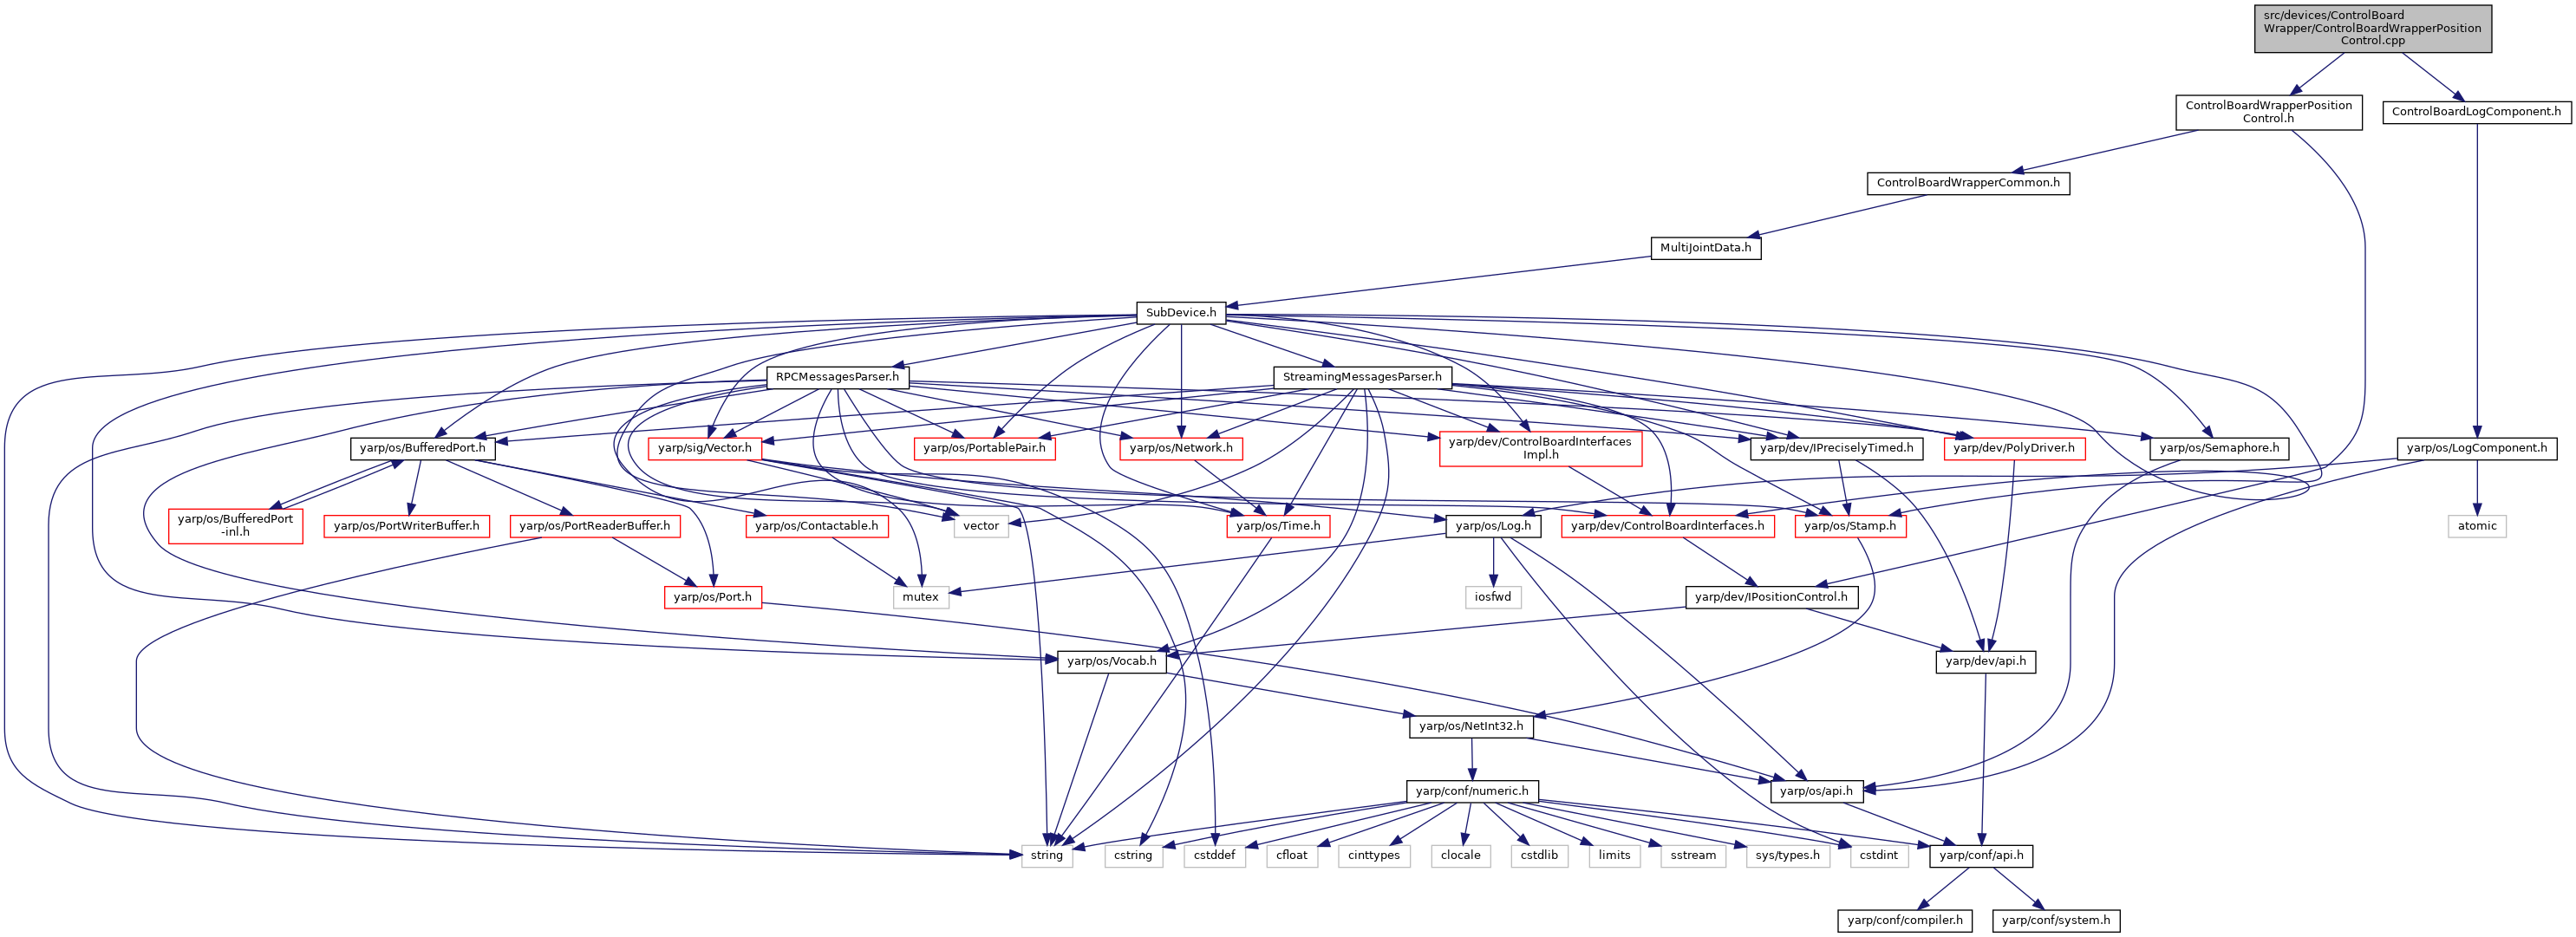 src/devices/ControlBoard
Wrapper/ControlBoardWrapperPosition
Control.cpp
ControlBoardWrapperPosition
Control.h
ControlBoardLogComponent.h
ControlBoardWrapperCommon.h
MultiJointData.h
SubDevice.h
RPCMessagesParser.h
StreamingMessagesParser.h
yarp/os/BufferedPort.h
yarp/sig/Vector.h
yarp/os/PortablePair.h
yarp/os/Network.h
yarp/dev/ControlBoardInterfaces
Impl.h
yarp/dev/IPreciselyTimed.h
yarp/dev/PolyDriver.h
yarp/os/Semaphore.h
yarp/os/LogComponent.h
yarp/os/BufferedPort
-inl.h
yarp/os/PortWriterBuffer.h
yarp/os/PortReaderBuffer.h
yarp/os/Contactable.h
vector
yarp/os/Time.h
yarp/os/Log.h
yarp/dev/ControlBoardInterfaces.h
yarp/os/Stamp.h
atomic
yarp/os/Port.h
mutex
iosfwd
yarp/dev/IPositionControl.h
yarp/os/Vocab.h
yarp/dev/api.h
yarp/os/NetInt32.h
yarp/conf/numeric.h
yarp/os/api.h
string
cstring
cstddef
cfloat
cinttypes
clocale
cstdlib
limits
sstream
sys/types.h
cstdint
yarp/conf/api.h
yarp/conf/compiler.h
yarp/conf/system.h